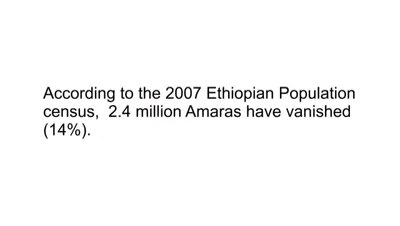 According to the 2007 Ethiopian Population
census,  2.4 million Amaras have vanished
(14%).